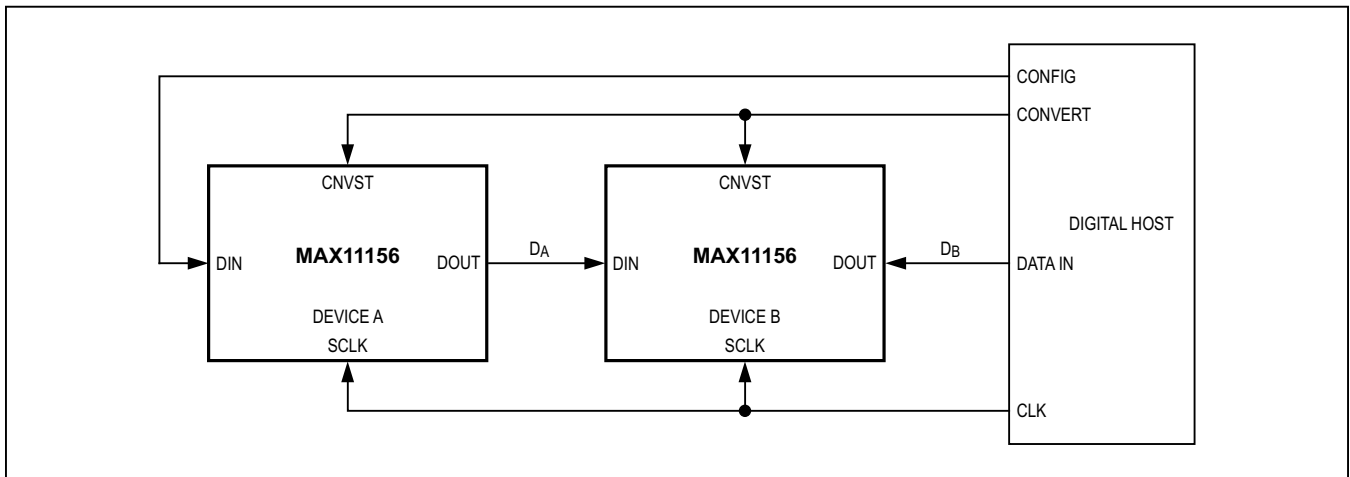 CONFIG
CONVERT
CNVST
CNVST
DIGITAL HOST
DIN
MAX11156
DOUT
DA
DIN
MAX11156
DOUT
DB
DATA IN
DEVICE A
DEVICE B
SCLK
SCLK
CLK